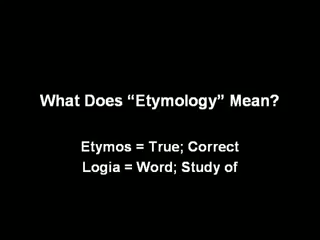 What Does “Etymology” Mean?
Etymos = True; Correct
Logia = Word; Study of